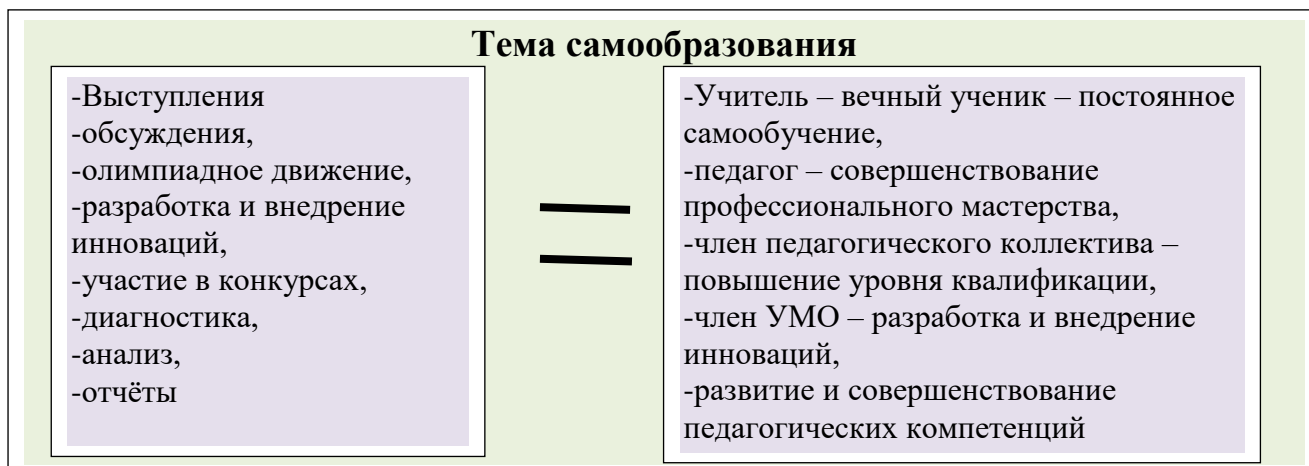 Тема самообразования
-Выступления
-обсуждения,
-олимпиадное движение,
-разработка и внедрение
инноваций,
-участие в конкурсах,
-диагностика,
-анализ,
-отчёты
-Учитель – вечный ученик – постоянное
самообучение,
-педагог – совершенствование
профессионального мастерства,
-член педагогического коллектива –
повышение уровня квалификации,
-член УМО – разработка и внедрение
инноваций,
-развитие и совершенствование
педагогических компетенций